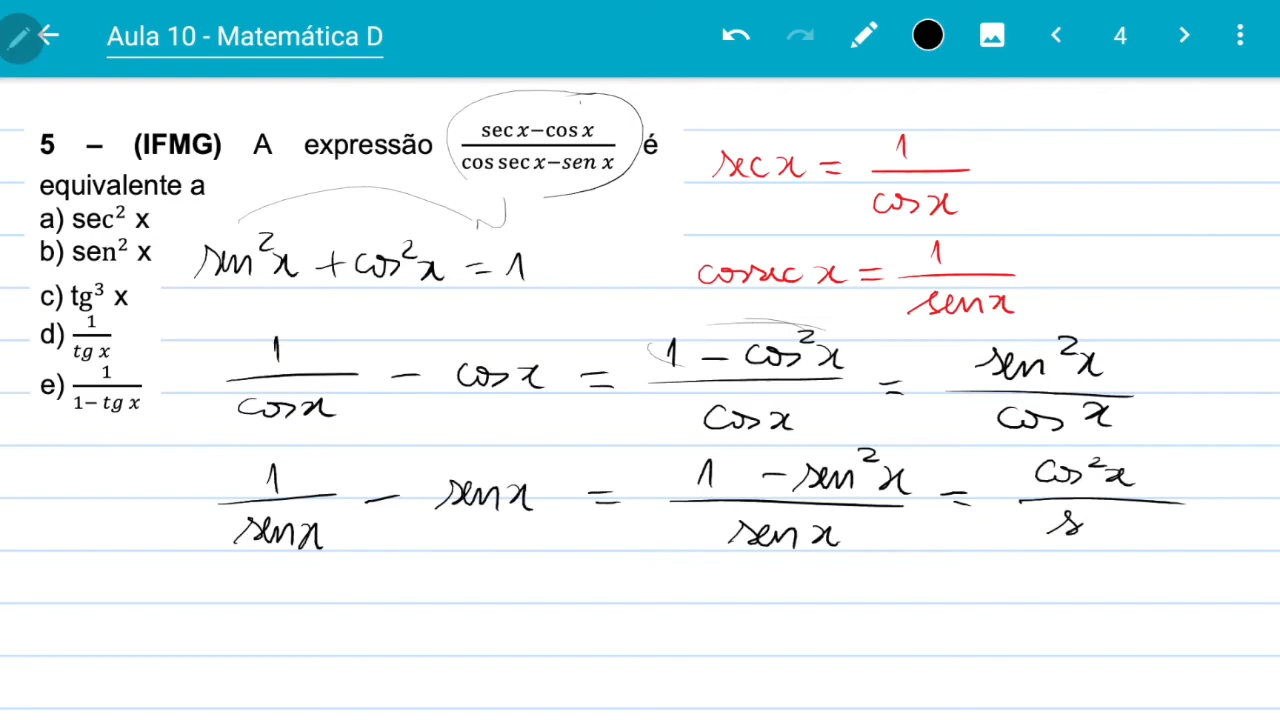 Aula 10 - Matemática D
4
5 – (IFMG) A expressão (sec x−cos x)/(cos sec x−sen x) é
equivalente a
a) sec² x
b) sen² x
c) tg³ x
d) 1/(tg x)
e) 1/(1− tg x)
sec x = 1/(cos x)
cossec x = 1/(sen x)
sen²x + cos²x = 1
1/(cos x) − cos x = (1 − cos²x)/(cos x) = (sen²x)/(cos x)
1/(sen x) − sen x = (1 − sen²x)/(sen x) = (cos²x)/(s